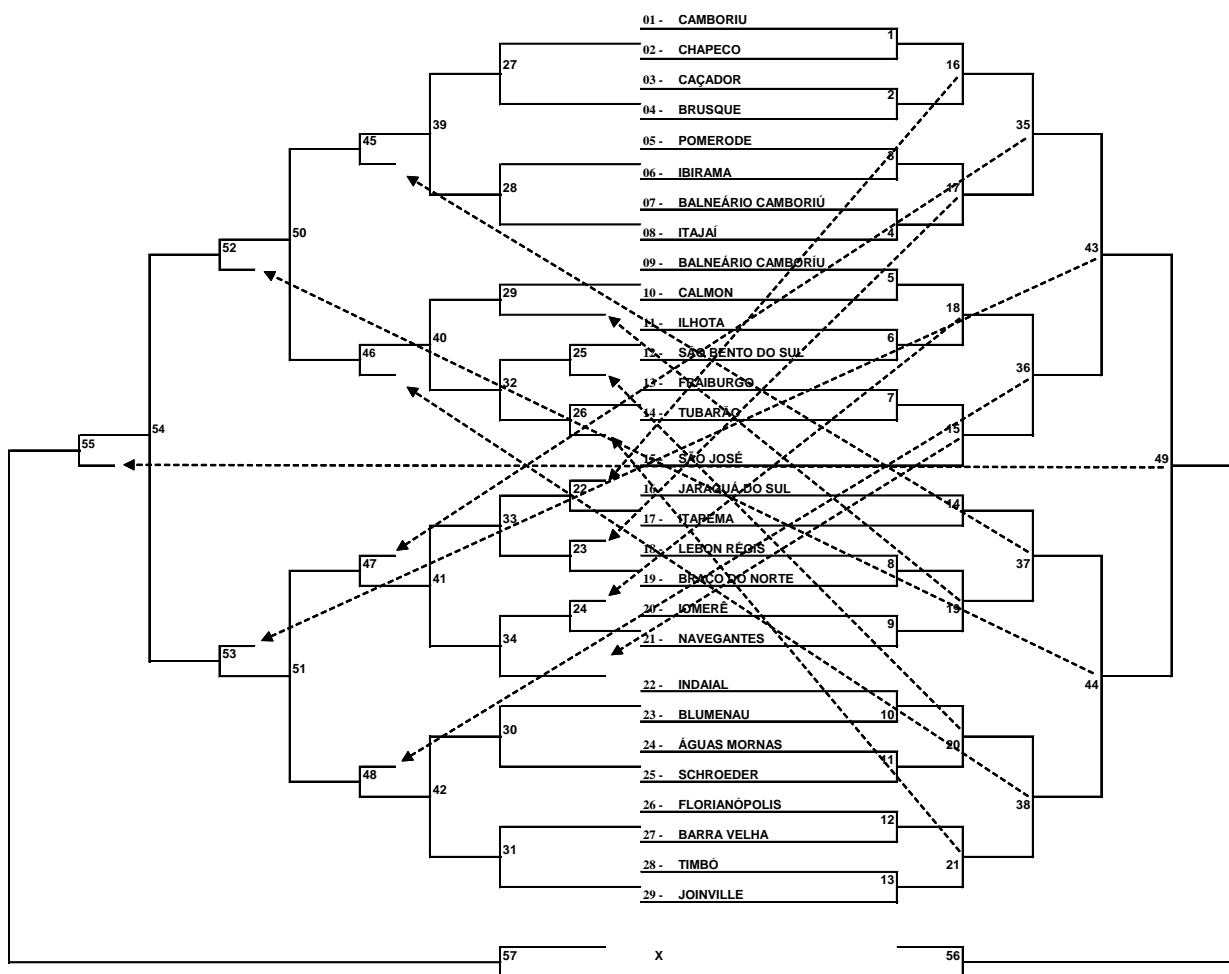 01 - CAMBORIU
1
02 - CHAPECO
27
16
03 - CAÇADOR
2
04 - BRUSQUE
39
35
45
05 - POMERODE
3
06 - IBIRAMA
28
17
07 - BALNEÁRIO CAMBORIÚ
50
08 - ITAJAÍ
4
52
43
09 - BALNEÁRIO CAMBORÍU
5
29
10 - CALMON
18
11 - ILHOTA
40
6
46
25
12 - SÃO BENTO DO SUL
36
32
13 - FRAIBURGO
7
26
14 - TUBARÃO
54
15
55
15 - SÃO JOSÉ
49
22
16 - JARAGUÁ DO SUL
14
33
17 - ITAPEMA
23
18 - LEBON RÉGIS
47
8
37
41
19 - BRAÇO DO NORTE
24
20 - IOMERÊ
19
9
34
21 - NAVEGANTES
53
51
22 - INDAIAL
44
23 - BLUMENAU
10
30
24 - ÁGUAS MORNAS
20
11
48
25 - SCHROEDER
42
26 - FLORIANÓPOLIS
38
12
27 - BARRA VELHA
31
28 - TIMBÓ
21
13
29 - JOINVILLE
57
X
56